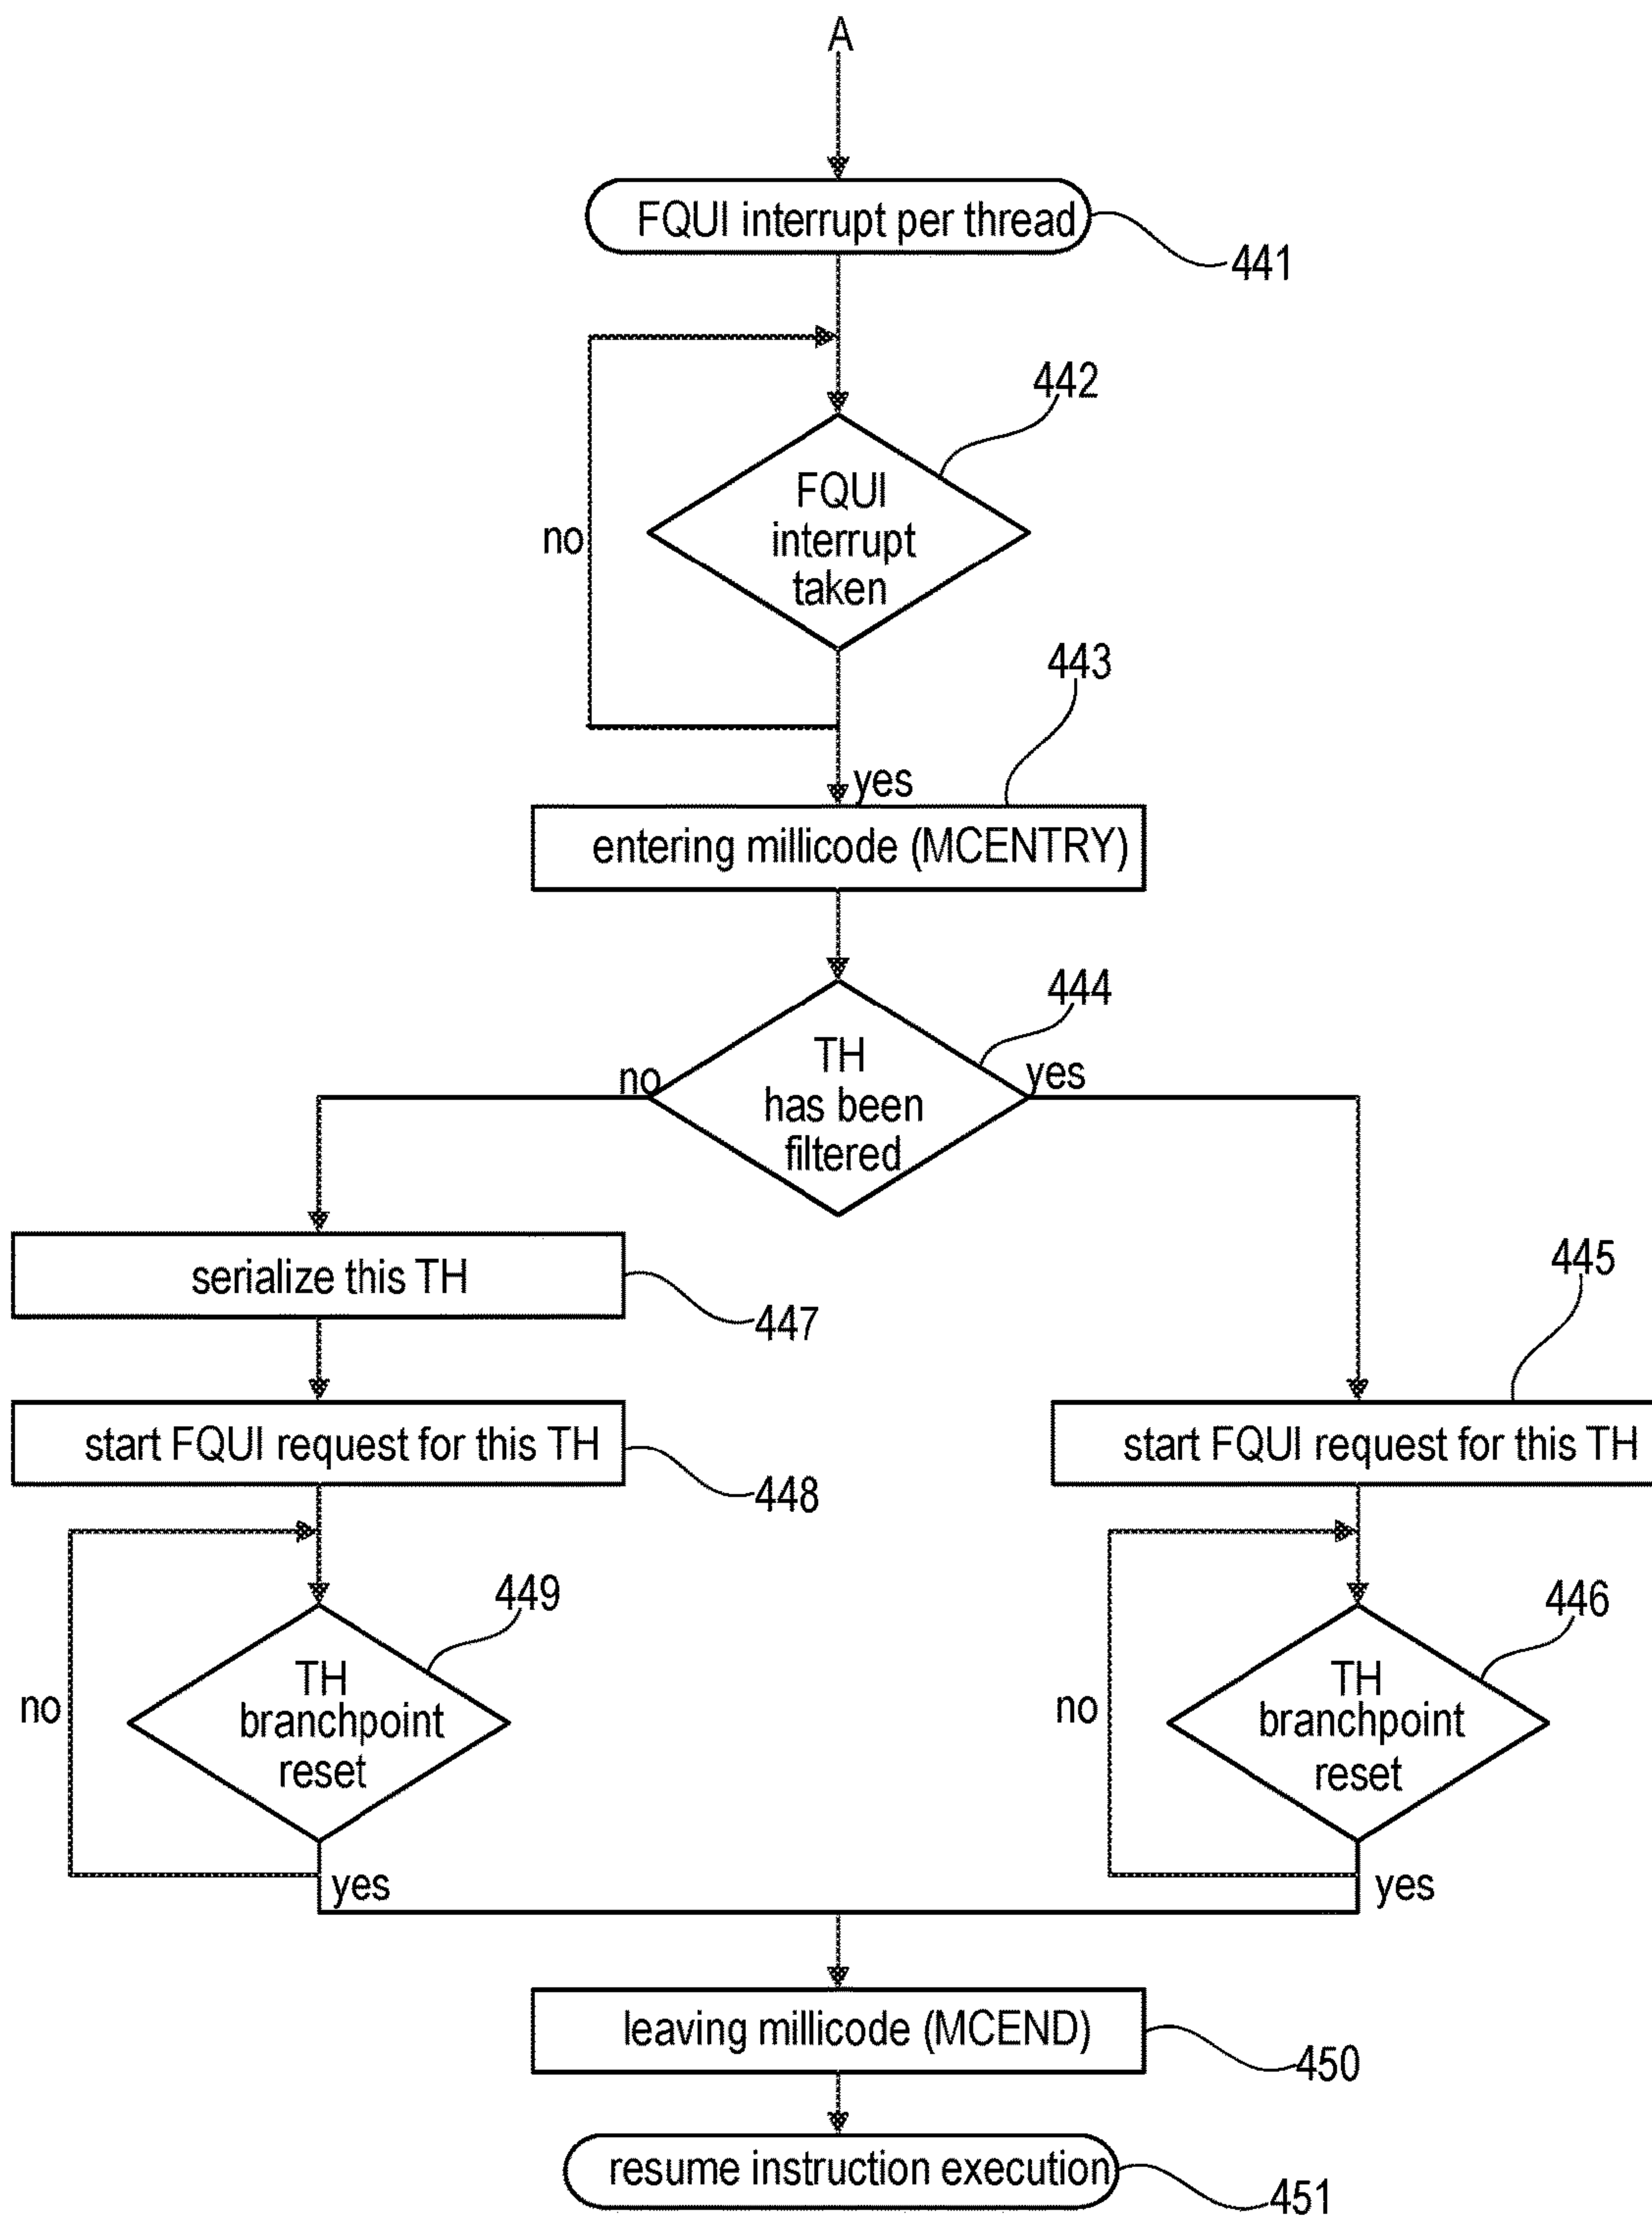 A
FQUI interrupt per thread
441
442
FQUI
interrupt
taken
no
443
yes
entering millicode (MCENTRY)
444
TH
has been
filtered
no
yes
serialize this TH
447
445
start FQUI request for this TH
448
start FQUI request for this TH
449
TH
branchpoint
reset
no
yes
446
TH
branchpoint
reset
no
yes
leaving millicode (MCEND)
450
resume instruction execution
451